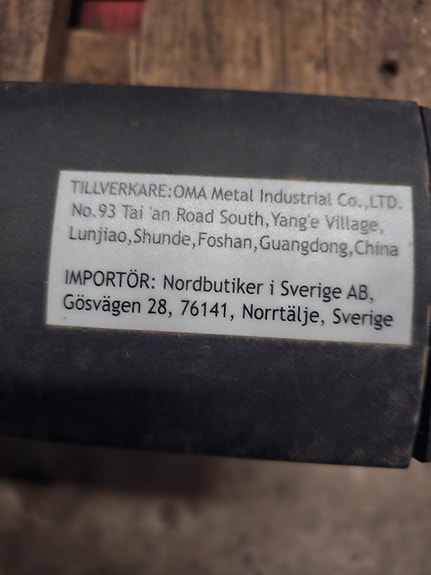 TILLVERKARE:OMA Metal Industrial Co.,LTD.
No.93 Tai 'an Road South,Yang'e Village,
Lunjiao,Shunde,Foshan,Guangdong,China
IMPORTÖR: Nordbutiker i Sverige AB,
Gösvägen 28, 76141, Norrtälje, Sverige